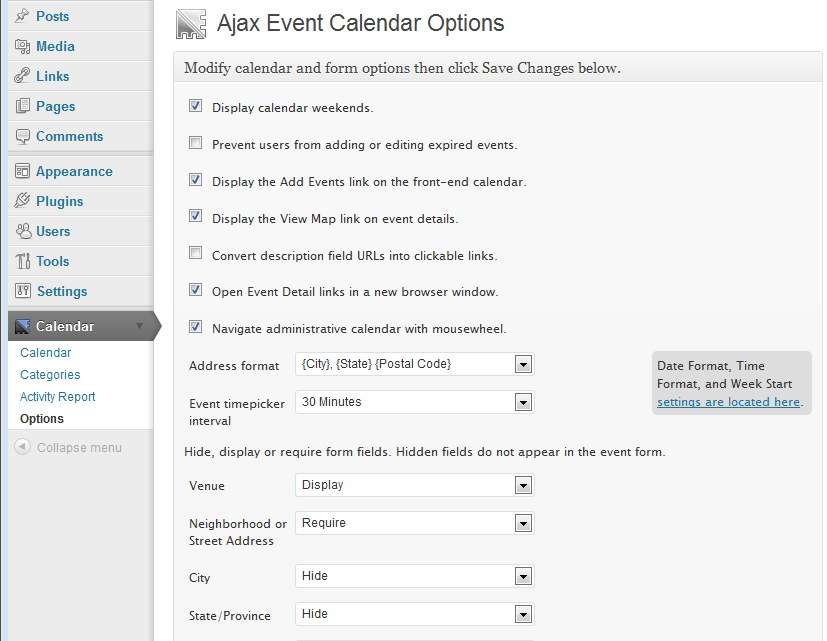 Posts
Media
Links
Pages
Comments
Appearance
Plugins
Users
Tools
Settings
Calendar
Calendar
Categories
Activity Report
Options
Collapse menu
Ajax Event Calendar Options
Modify calendar and form options then click Save Changes below.
Display calendar weekends.
Prevent users from adding or editing expired events.
Display the Add Events link on the front-end calendar.
Display the View Map link on event details.
Convert description field URLs into clickable links.
Open Event Detail links in a new browser window.
Navigate administrative calendar with mousewheel.
Address format {City}, {State} {Postal Code}
Event timepicker 30 Minutes
interval
Date Format, Time
Format, and Week Start
settings are located here.
Hide, display or require form fields. Hidden fields do not appear in the event form.
Venue Display
Neighborhood or Require
Street Address
City Hide
State/Province Hide